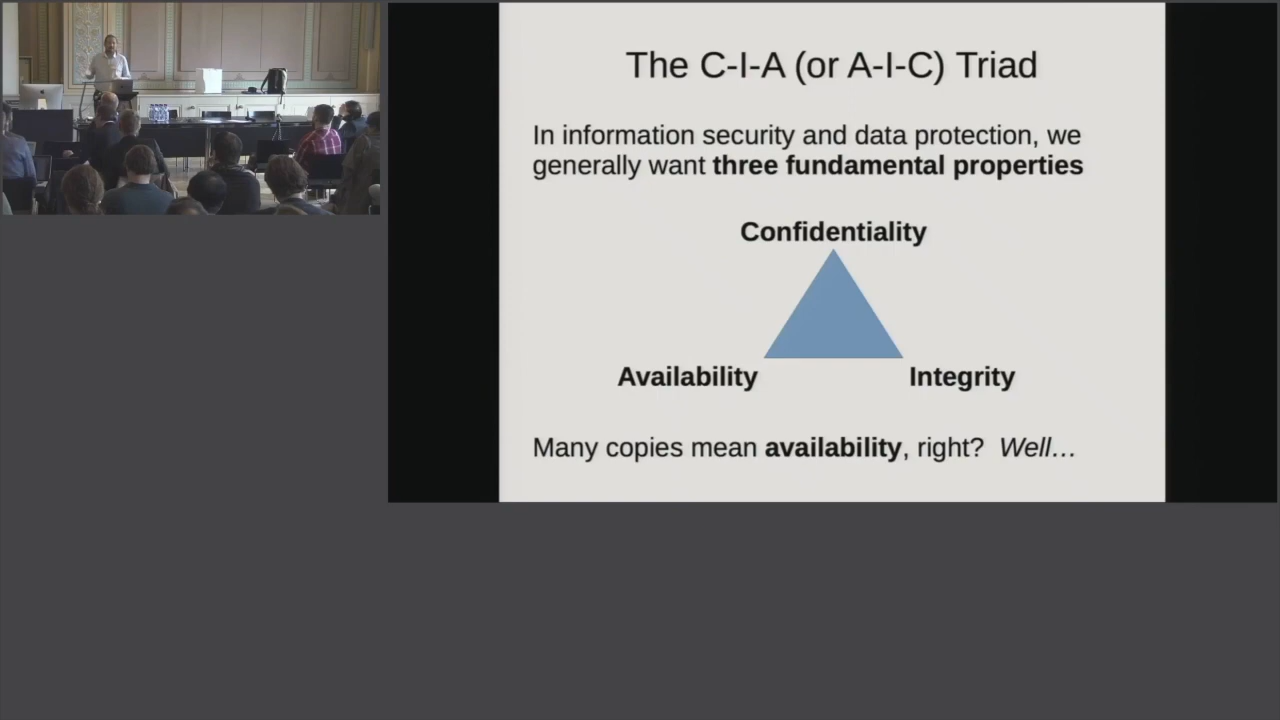 The C-I-A (or A-I-C) Triad
In information security and data protection, we
generally want three fundamental properties
Confidentiality
Availability
Integrity
Many copies mean availability, right? Well…